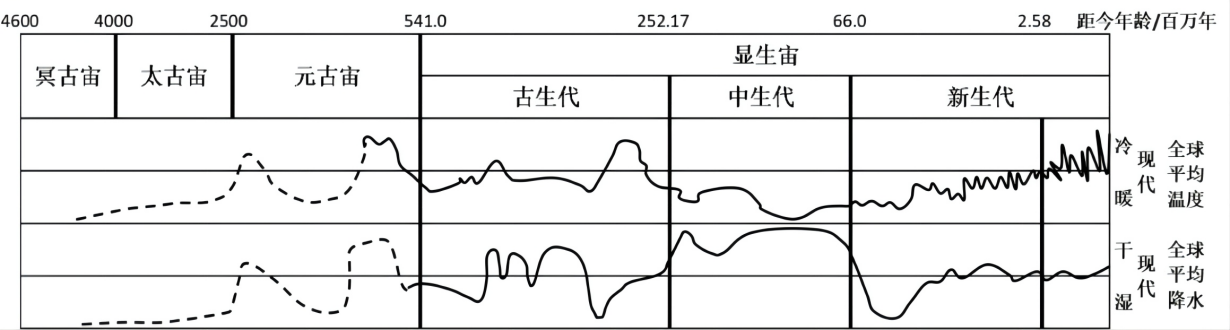 4600 4000 2500 541.0 252.17 66.0 2.58 距今年龄/百万年
冥古宙 太古宙 元古宙 显生宙
古生代 中生代 新生代
冷 暖 现代 全球平均温度
干 湿 现代 全球平均降水